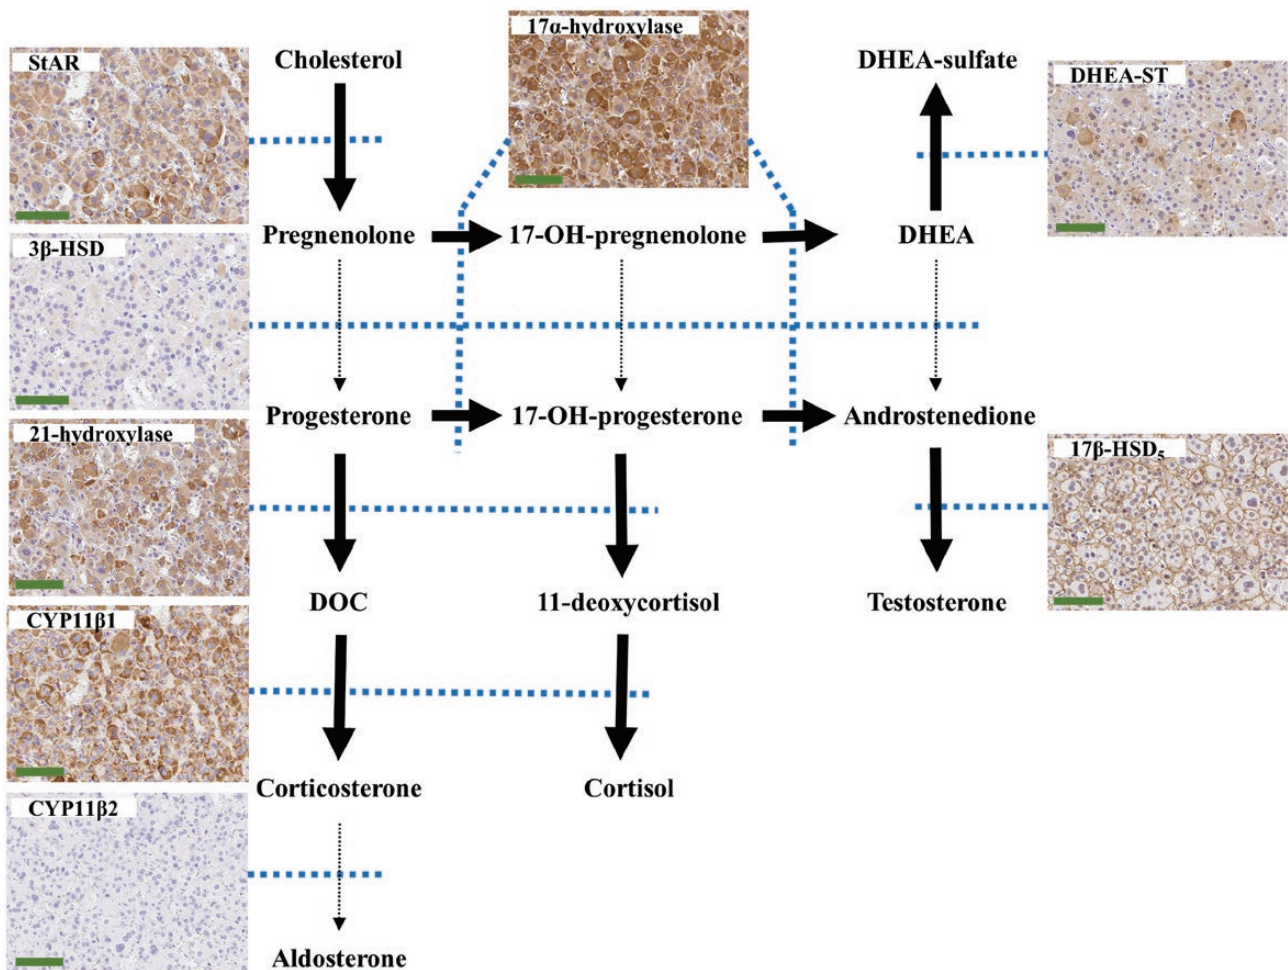 17α-hydroxylase
StAR
Cholesterol
DHEA-sulfate
DHEA-ST
3β-HSD
Pregnenolone
17-OH-pregnenolone
DHEA
21-hydroxylase
Progesterone
17-OH-progesterone
Androstenedione
17β-HSD₅
CYP11β1
DOC
11-deoxycortisol
Testosterone
CYP11β2
Corticosterone
Cortisol
Aldosterone